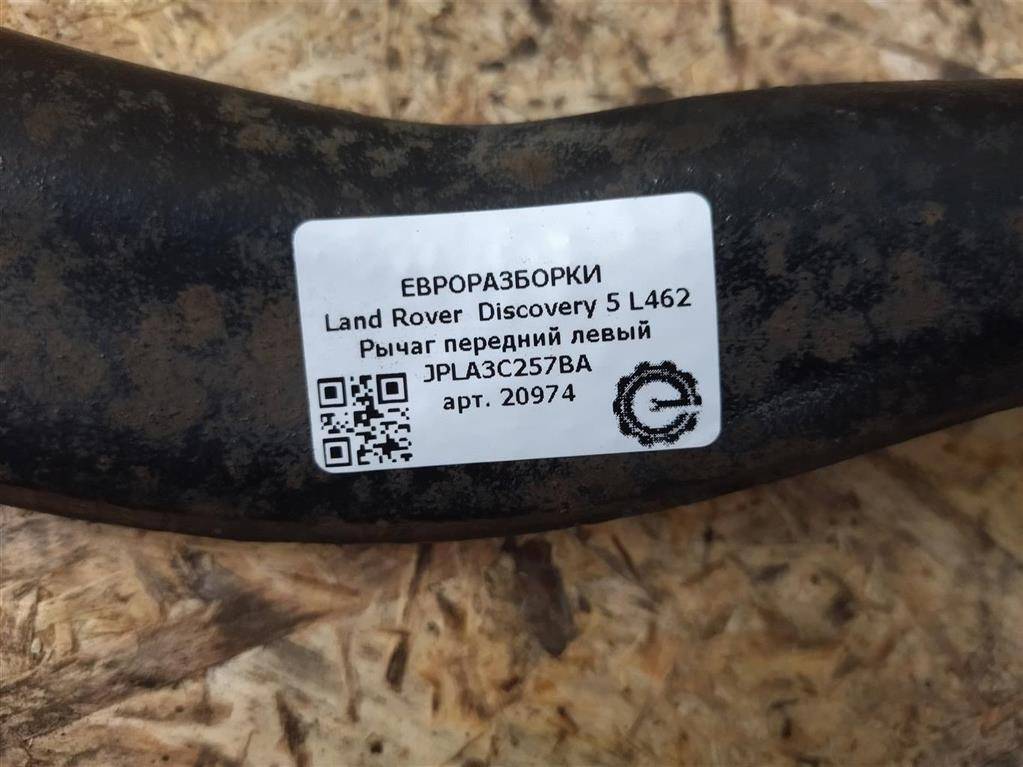 ЕВРОРАЗБОРКИ
Land Rover Discovery 5 L462
Рычаг передний левый
JPLA3C257BA
арт. 20974